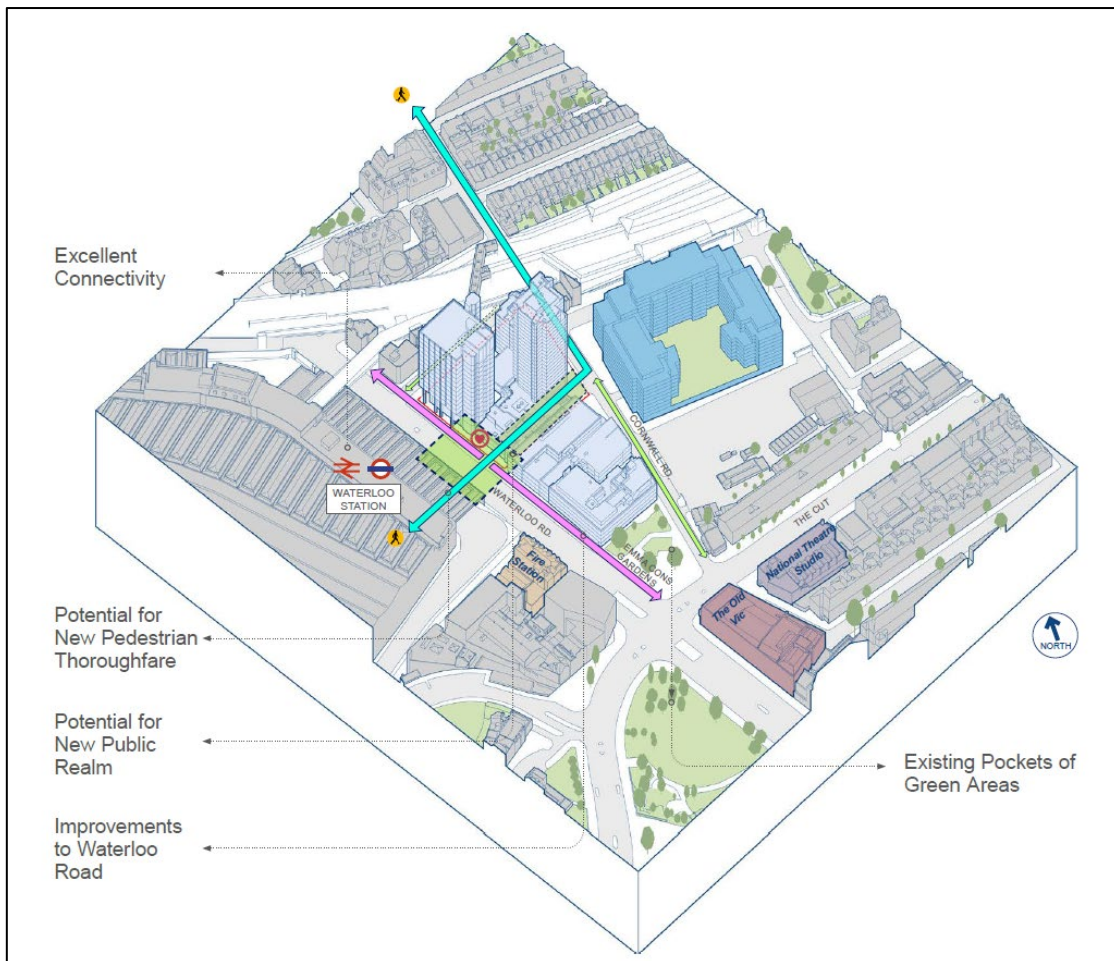 Excellent
Connectivity
CORNWALL RD.
WATERLOO
STATION
WATERLOO RD.
THE CUT
National Theatre
Studio
Fire
Station
EMMA CONS
GARDENS
The Old
Vic
Potential for
New Pedestrian
Thoroughfare
NORTH
Potential for
New Public
Realm
Existing Pockets of
Green Areas
Improvements
to Waterloo
Road